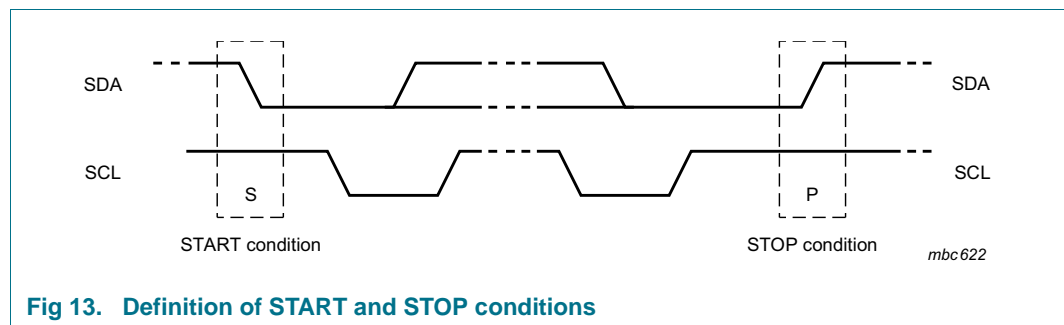 SDA SDA
SCL SCL
S P
START condition STOP condition
mbc622
Fig 13. Definition of START and STOP conditions